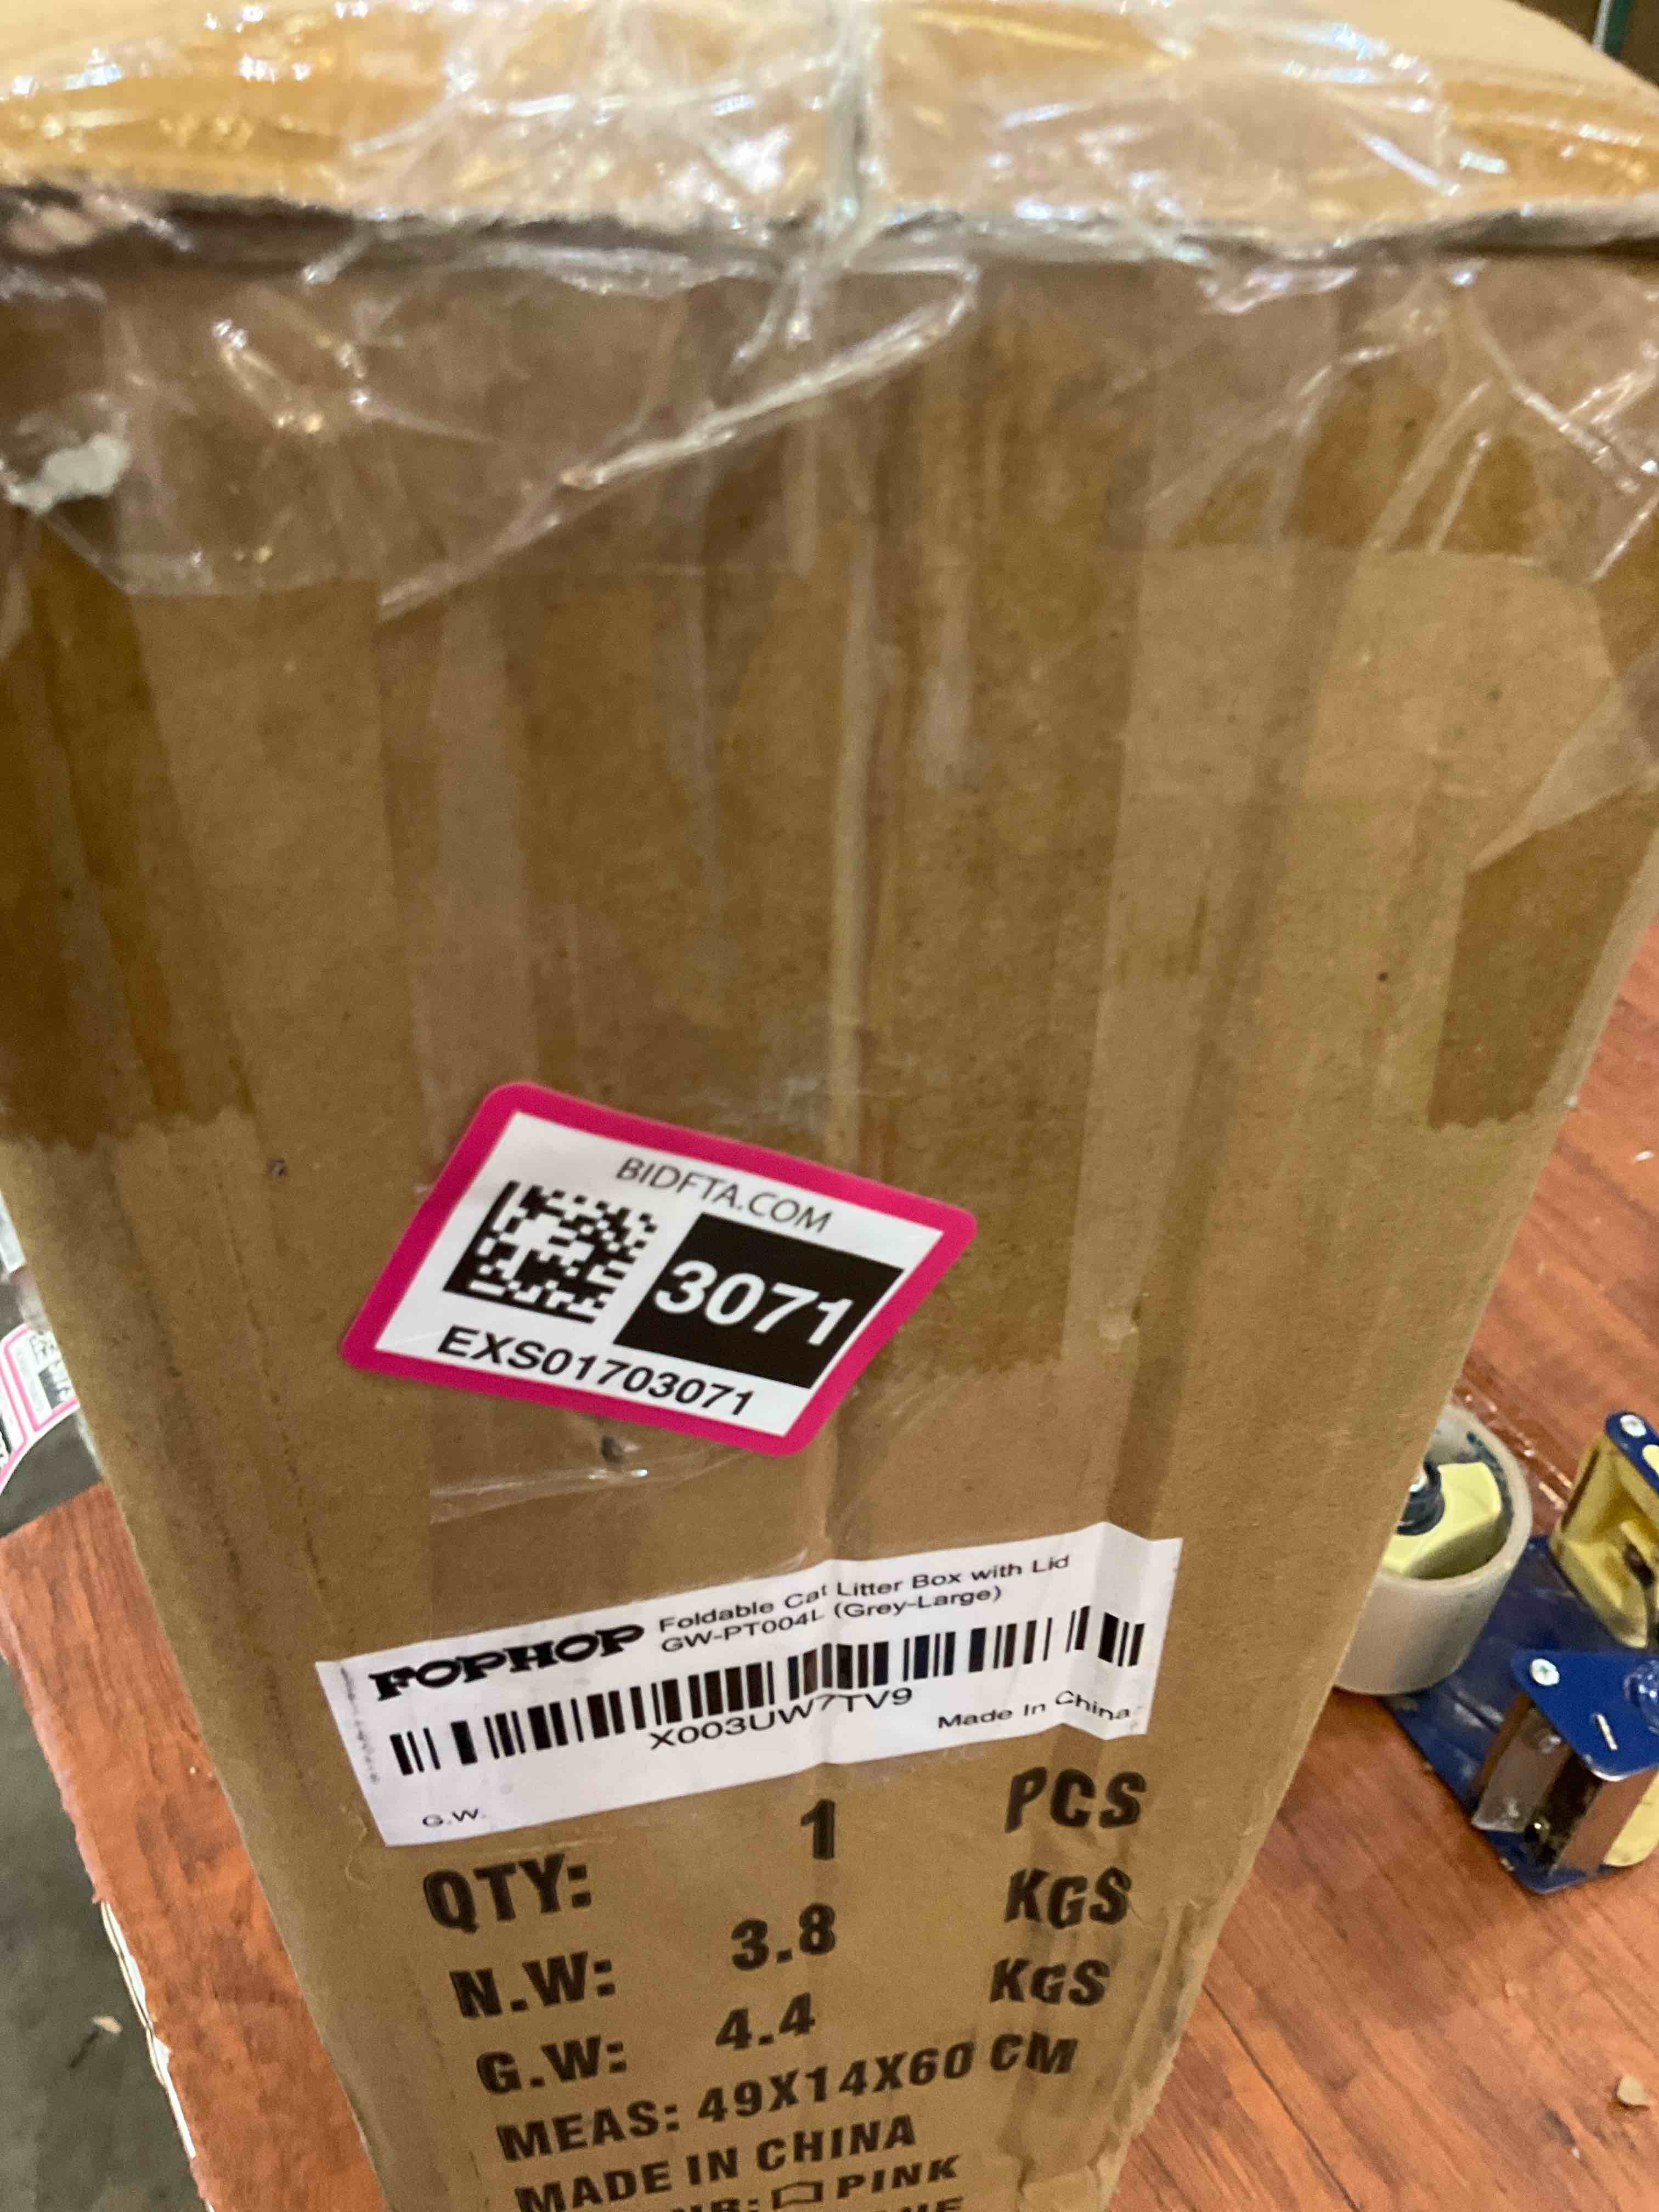 BIDFTA.COM
3071
EXS01703071
FOPHOP Foldable Cat Litter Box with Lid
GW-PT004L (Grey-Large)
X003UW7TV9
Made In China
G.W.
QTY: 1 PCS
N.W: 3.8 KGS
G.W: 4.4 KGS
MEAS: 49X14X60 CM
MADE IN CHINA
PINK